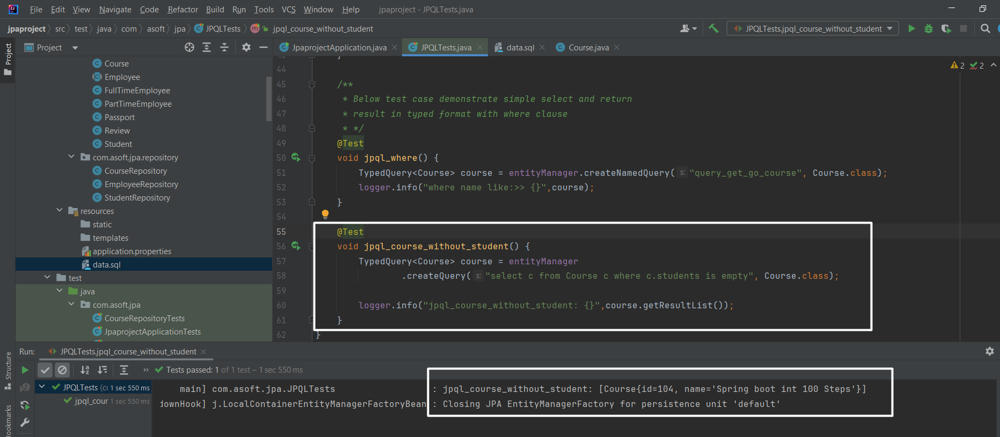 File Edit View Navigate Code Refactor Build Run Tools VCS Window Help jpaproject - JPQLTests.java
jpaproject src test java com asoft jpa JPQLTests jpql_course_without_student JPQLTests.jpql_course_without_student
Project
Project
JpaprojectApplication.java JPQLTests.java data.sql Course.java
Course
Employee
FullTimeEmployee
PartTimeEmployee
Passport
Review
Student
com.asoft.jpa.repository
CourseRepository
EmployeeRepository
StudentRepository
resources
static
templates
application.properties
data.sql
test
java
com.asoft.jpa
CourseRepositoryTests
JpaprojectApplicationTests
2 2
44
45 /**
46 * Below test case demonstrate simple select and return
47 * result in typed format with where clause
48 * */
49 @Test
50 void jpql_where() {
51 TypedQuery<Course> course = entityManager.createNamedQuery( s: "query_get_go_course", Course.class);
52 logger.info("where name like:>> {}",course);
53 }
54
55 @Test
56 void jpql_course_without_student() {
57 TypedQuery<Course> course = entityManager
58 .createQuery( s: "select c from Course c where c.students is empty", Course.class);
59
60 logger.info("jpql_course_without_student: {}",course.getResultList());
61 }
62 }
Structure
Bookmarks
Run: JPQLTests.jpql_course_without_student
Tests passed: 1 of 1 test – 1 sec 550 ms
JPQLTests (co 1 sec 550 ms
jpql_cour 1 sec 550 ms
main] com.asoft.jpa.JPQLTests : jpql_course_without_student: [Course{id=104, name='Spring boot int 100 Steps'}]
downHook] j.LocalContainerEntityManagerFactoryBean : Closing JPA EntityManagerFactory for persistence unit 'default'